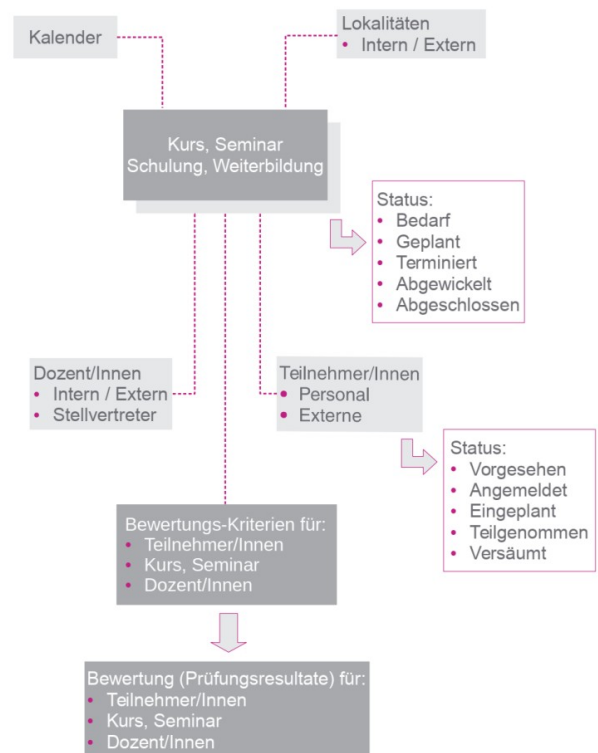 Kalender
Lokalitäten
• Intern / Extern
Kurs, Seminar
Schulung, Weiterbildung
Status:
• Bedarf
• Geplant
• Terminiert
• Abgewickelt
• Abgeschlossen
Dozent/Innen
• Intern / Extern
• Stellvertreter
Teilnehmer/Innen
• Personal
• Externe
Status:
• Vorgesehen
• Angemeldet
• Eingeplant
• Teilgenommen
• Versäumt
Bewertungs-Kriterien für:
• Teilnehmer/Innen
• Kurs, Seminar
• Dozent/Innen
Bewertung (Prüfungsresultate) für:
• Teilnehmer/Innen
• Kurs, Seminar
• Dozent/Innen